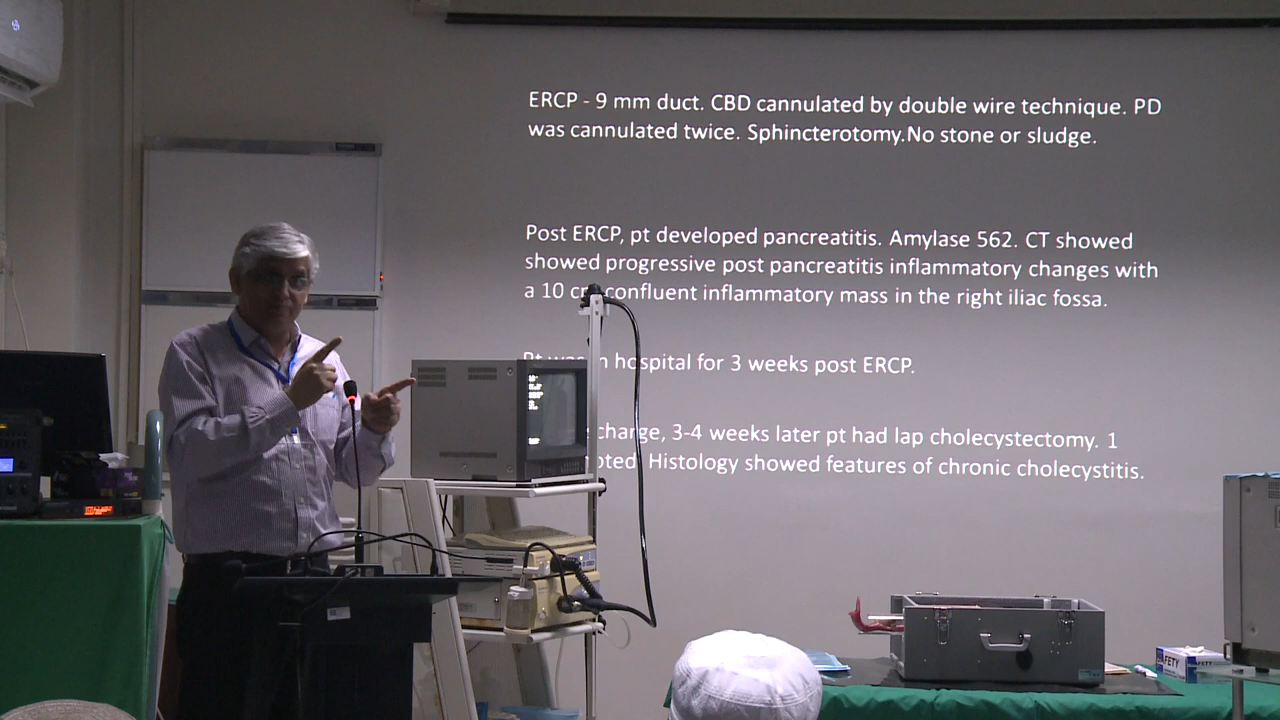 ERCP - 9 mm duct. CBD cannulated by double wire technique. PD
was cannulated twice. Sphincterotomy.No stone or sludge.
Post ERCP, pt developed pancreatitis. Amylase 562. CT showed
showed progressive post pancreatitis inflammatory changes with
a 10 confluent inflammatory mass in the right iliac fossa.
Pt was hospital for 3 weeks post ERCP.
3-4 weeks later pt had lap cholecystectomy. 1
Histology showed features of chronic cholecystitis.